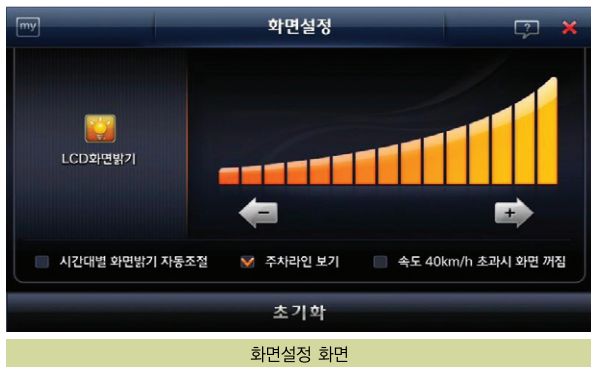 my 화면설정 ?
LCD화면밝기
- +
시간대별 화면밝기 자동조절 주차라인 보기 속도 40km/h 초과시 화면 꺼짐
초기화
화면설정 화면